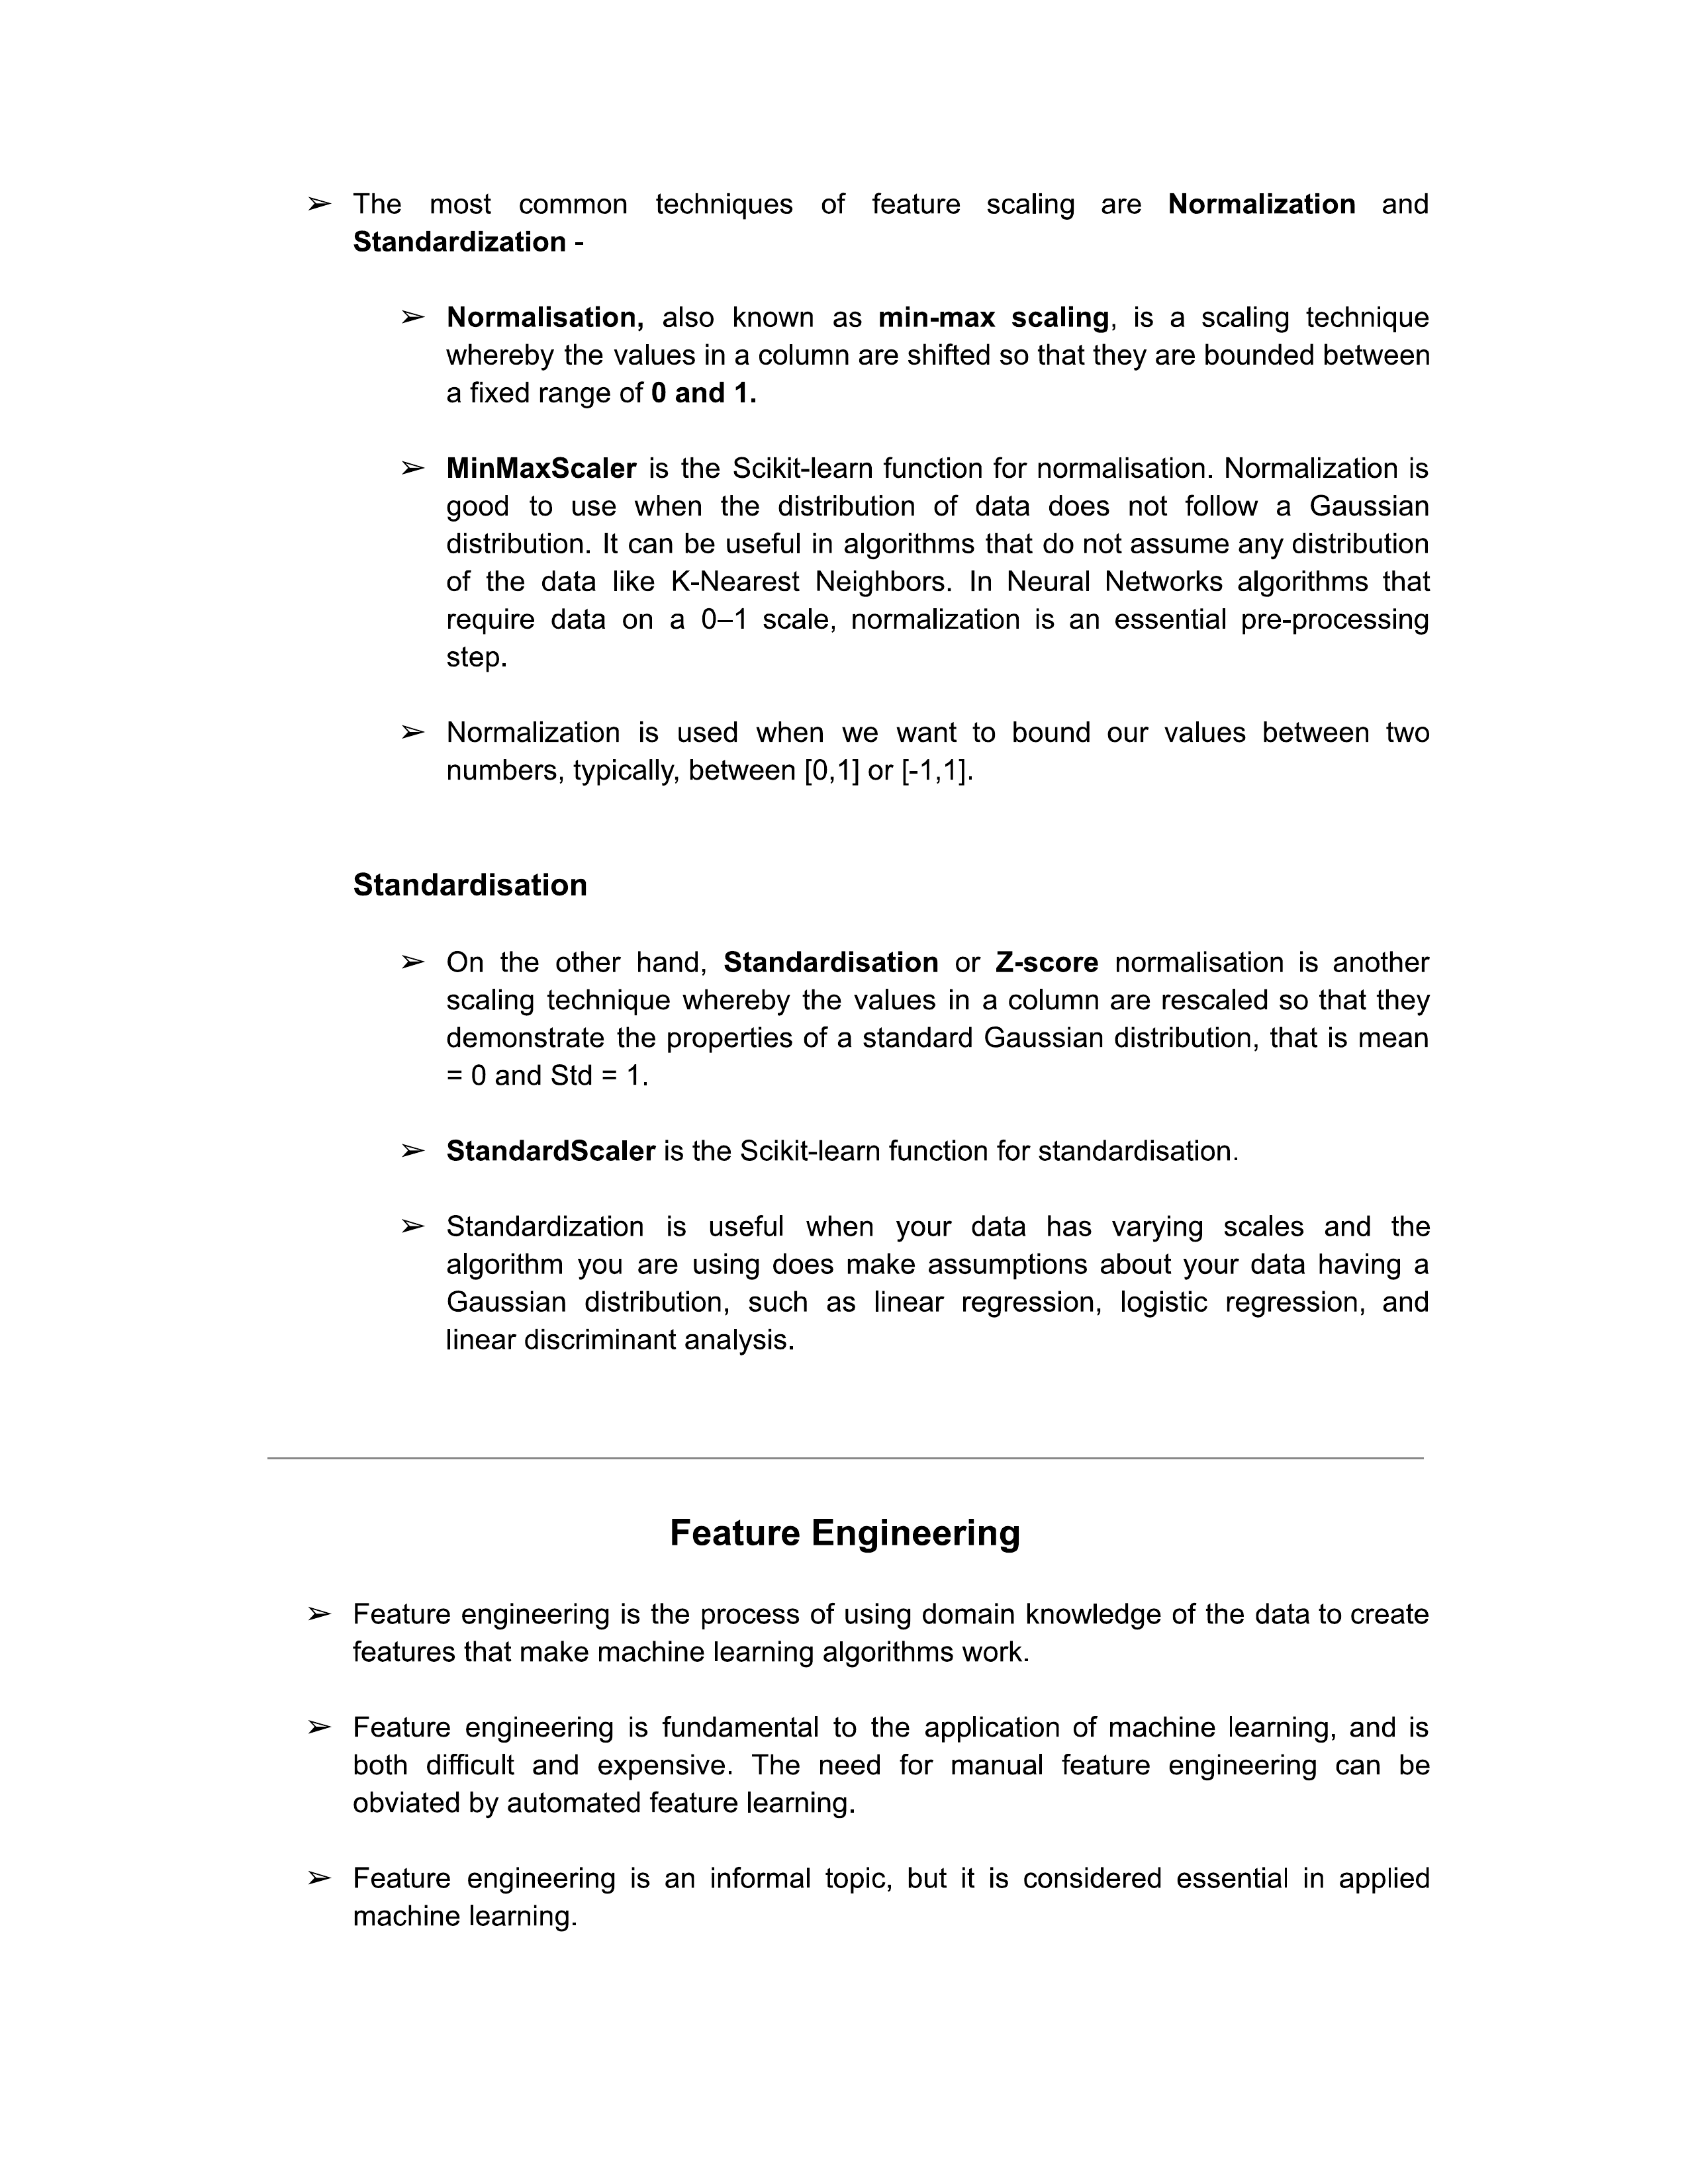 ➢ The most common techniques of feature scaling are Normalization and
Standardization -
➢ Normalisation, also known as min-max scaling, is a scaling technique
whereby the values in a column are shifted so that they are bounded between
a fixed range of 0 and 1.
➢ MinMaxScaler is the Scikit-learn function for normalisation. Normalization is
good to use when the distribution of data does not follow a Gaussian
distribution. It can be useful in algorithms that do not assume any distribution
of the data like K-Nearest Neighbors. In Neural Networks algorithms that
require data on a 0–1 scale, normalization is an essential pre-processing
step.
➢ Normalization is used when we want to bound our values between two
numbers, typically, between [0,1] or [-1,1].
Standardisation
➢ On the other hand, Standardisation or Z-score normalisation is another
scaling technique whereby the values in a column are rescaled so that they
demonstrate the properties of a standard Gaussian distribution, that is mean
= 0 and Std = 1.
➢ StandardScaler is the Scikit-learn function for standardisation.
➢ Standardization is useful when your data has varying scales and the
algorithm you are using does make assumptions about your data having a
Gaussian distribution, such as linear regression, logistic regression, and
linear discriminant analysis.
Feature Engineering
➢ Feature engineering is the process of using domain knowledge of the data to create
features that make machine learning algorithms work.
➢ Feature engineering is fundamental to the application of machine learning, and is
both difficult and expensive. The need for manual feature engineering can be
obviated by automated feature learning.
➢ Feature engineering is an informal topic, but it is considered essential in applied
machine learning.